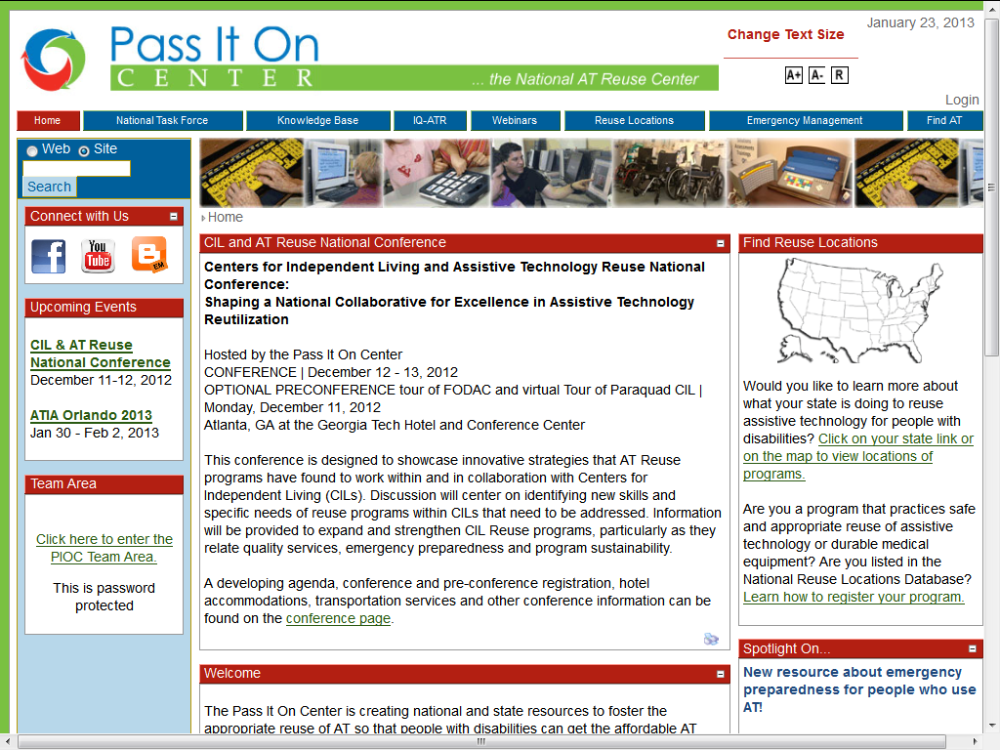 Pass It On
CENTER
... the National AT Reuse Center
Change Text Size
A+ A- R
January 23, 2013
Login
Home
National Task Force
Knowledge Base
IQ-ATR
Webinars
Reuse Locations
Emergency Management
Find AT
Web Site
Search
Connect with Us
You
Tube
EM
Upcoming Events
CIL & AT Reuse
National Conference
December 11-12, 2012
ATIA Orlando 2013
Jan 30 - Feb 2, 2013
Team Area
Click here to enter the
PIOC Team Area.
This is password
protected
Home
CIL and AT Reuse National Conference
Centers for Independent Living and Assistive Technology Reuse National
Conference:
Shaping a National Collaborative for Excellence in Assistive Technology
Reutilization
Hosted by the Pass It On Center
CONFERENCE | December 12 - 13, 2012
OPTIONAL PRECONFERENCE tour of FODAC and virtual Tour of Paraquad CIL |
Monday, December 11, 2012
Atlanta, GA at the Georgia Tech Hotel and Conference Center
This conference is designed to showcase innovative strategies that AT Reuse
programs have found to work within and in collaboration with Centers for
Independent Living (CILs). Discussion will center on identifying new skills and
specific needs of reuse programs within CILs that need to be addressed. Information
will be provided to expand and strengthen CIL Reuse programs, particularly as they
relate quality services, emergency preparedness and program sustainability.
A developing agenda, conference and pre-conference registration, hotel
accommodations, transportation services and other conference information can be
found on the conference page.
Welcome
The Pass It On Center is creating national and state resources to foster the
appropriate reuse of AT so that people with disabilities can get the affordable AT
Find Reuse Locations
Would you like to learn more about
what your state is doing to reuse
assistive technology for people with
disabilities? Click on your state link or
on the map to view locations of
programs.
Are you a program that practices safe
and appropriate reuse of assistive
technology or durable medical
equipment? Are you listed in the
National Reuse Locations Database?
Learn how to register your program.
Spotlight On...
New resource about emergency
preparedness for people who use
AT!